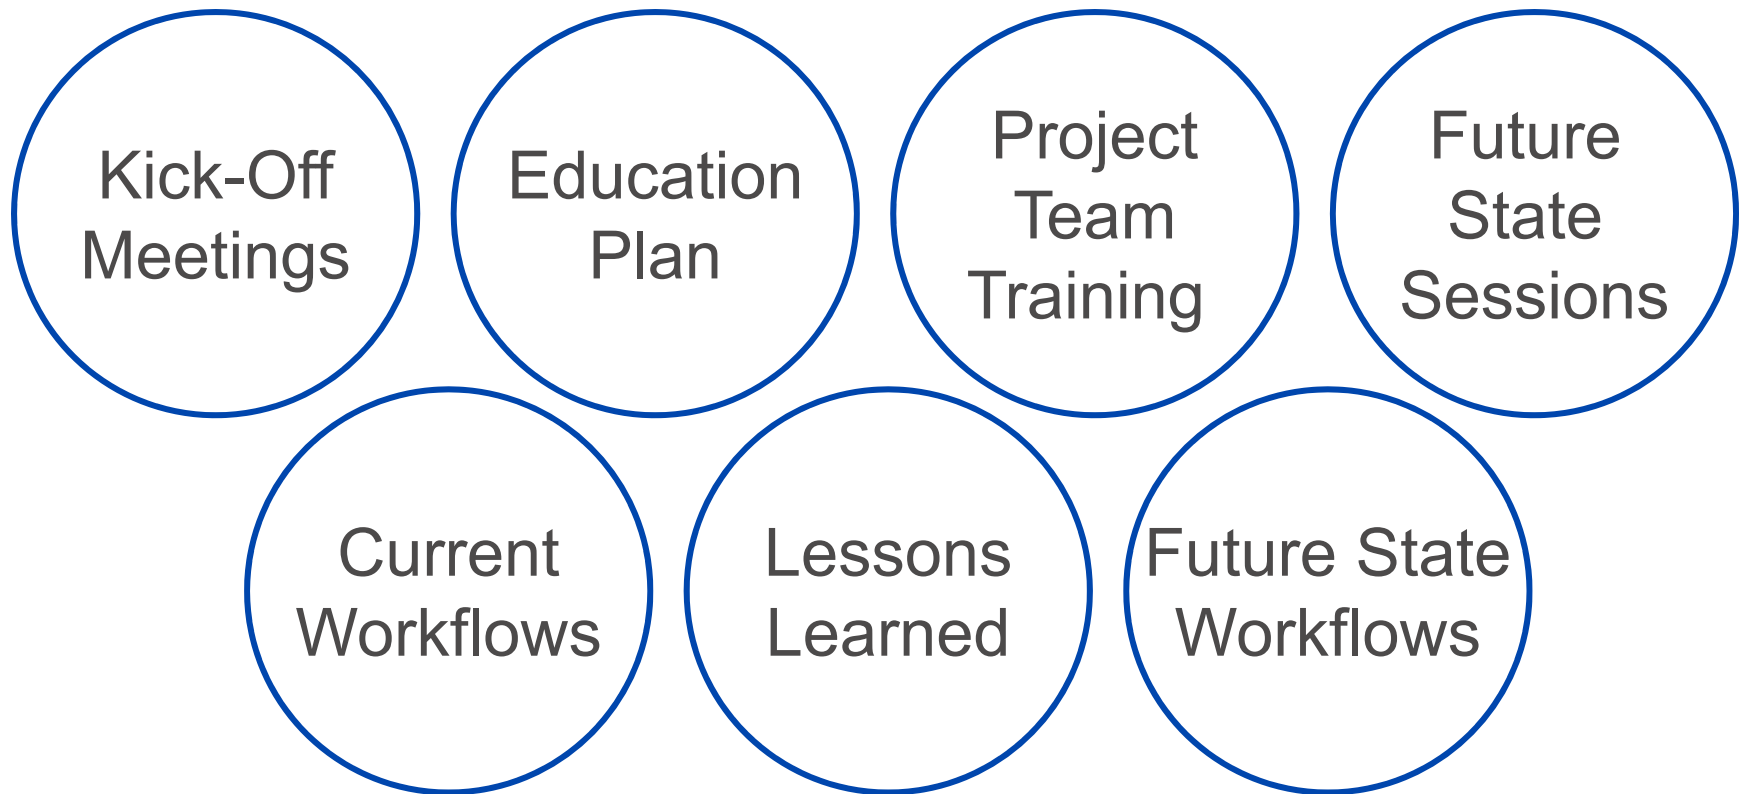 Kick-Off
Meetings
Education
Plan
Project
Team
Training
Future
State
Sessions
Current
Workflows
Lessons
Learned
Future State
Workflows